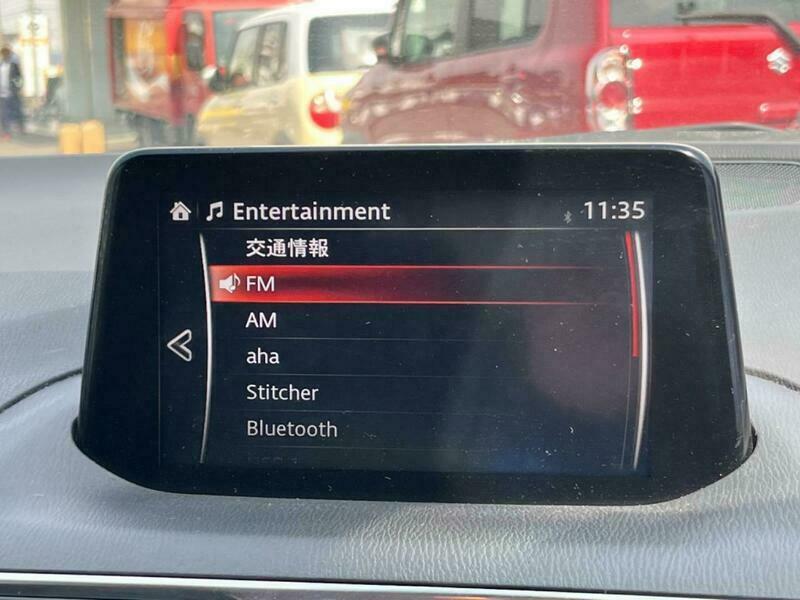 Entertainment
11:35
交通情報
FM
AM
aha
Stitcher
Bluetooth